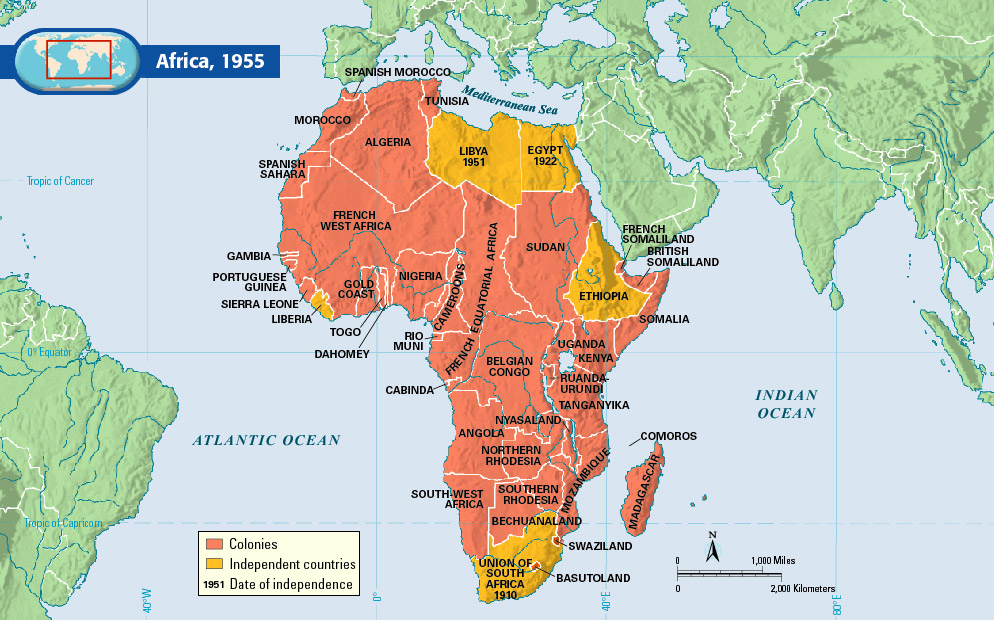 Africa, 1955
SPANISH MOROCCO
Mediterranean Sea
TUNISIA
MOROCCO
ALGERIA
LIBYA
1951
EGYPT
1922
SPANISH
SAHARA
Tropic of Cancer
FRENCH
WEST AFRICA
FRENCH
SOMALILAND
BRITISH
SOMALILAND
SUDAN
GAMBIA
PORTUGUESE
GUINEA
NIGERIA
GOLD
COAST
CAMEROONS
FRENCH EQUATORIAL AFRICA
ETHIOPIA
SIERRA LEONE
LIBERIA
SOMALIA
TOGO
DAHOMEY
RIO
MUNI
UGANDA
KENYA
0° Equator
BELGIAN
CONGO
RUANDA-
URUNDI
CABINDA
TANGANYIKA
INDIAN
OCEAN
NYASALAND
ANGOLA
ATLANTIC OCEAN
COMOROS
NORTHERN
RHODESIA
MOZAMBIQUE
MADAGASCAR
SOUTH-WEST
AFRICA
SOUTHERN
RHODESIA
BECHUANALAND
Tropic of Capricorn
SWAZILAND
UNION OF
SOUTH
AFRICA
1910
BASUTOLAND
Colonies
Independent countries
1951 Date of independence
N
0 1,000 Miles
0 2,000 Kilometers
40°W
0°
40°E
80°E